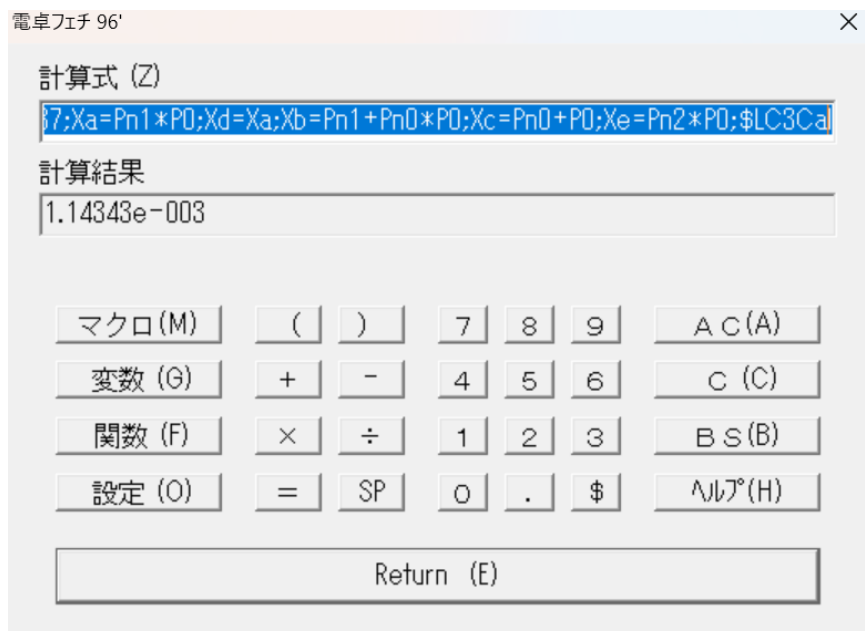 電卓フェチ 96'
計算式 (Z)
37;Xa=Pn1*P0;Xd=Xa;Xb=Pn1+Pn0*P0;Xc=Pn0+P0;Xe=Pn2*P0;$LC3Ca
計算結果
1.14343e-003
マクロ(M) ( ) 7 8 9 AC(A)
変数 (G) + - 4 5 6 C (C)
関数 (F) × ÷ 1 2 3 BS(B)
設定 (O) = SP 0 . $ ヘルプ(H)
Return (E)